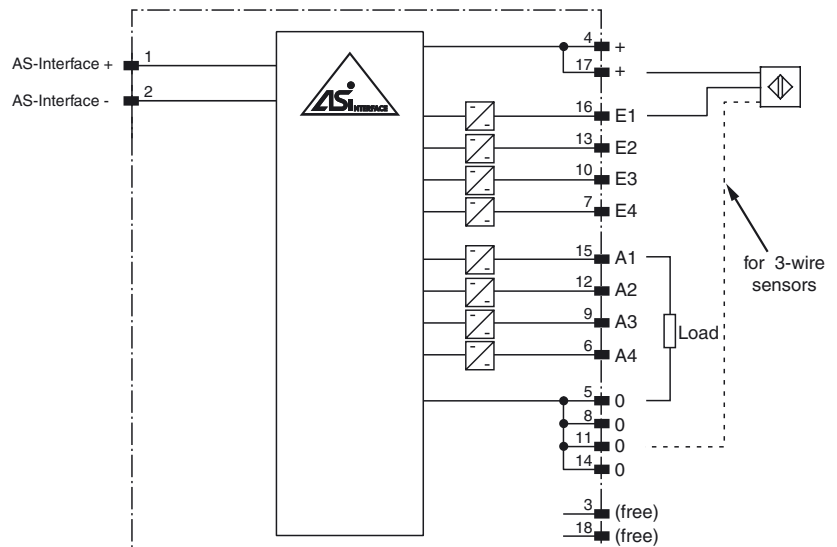 AS-Interface +
1
AS-Interface -
2
ASi INTERFACE
4 +
17 +
16 E1
13 E2
10 E3
7 E4
15 A1
12 A2
9 A3
6 A4
Load
5 0
8 0
11 0
14 0
3 (free)
18 (free)
for 3-wire
sensors